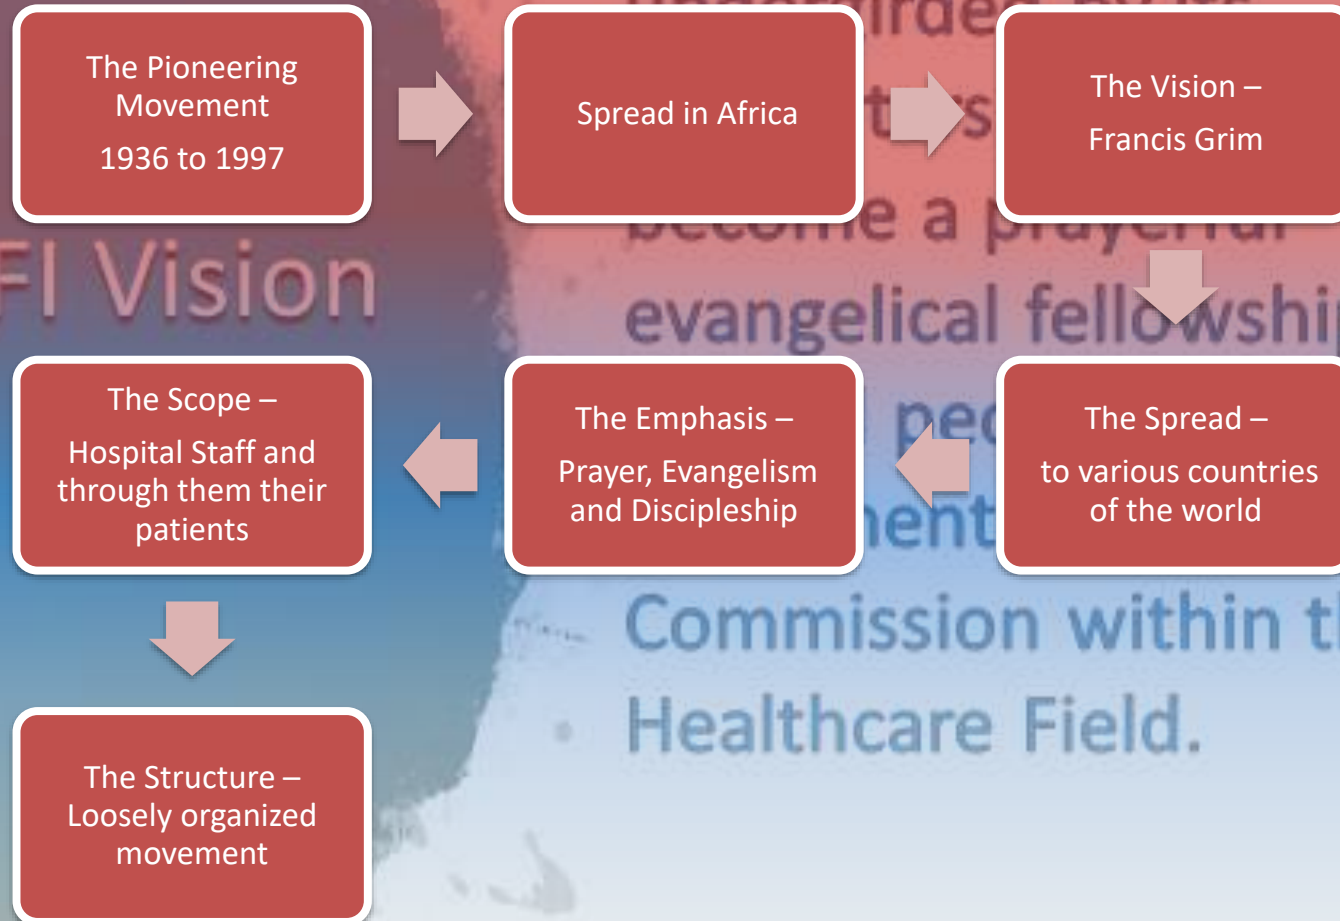 The Pioneering
Movement
1936 to 1997
Spread in Africa
The Vision –
Francis Grim
The Spread –
to various countries
of the world
The Emphasis –
Prayer, Evangelism
and Discipleship
The Scope –
Hospital Staff and
through them their
patients
The Structure –
Loosely organized
movement
FI Vision
become a prayerful
evangelical fellowship
Commission within
Healthcare Field.